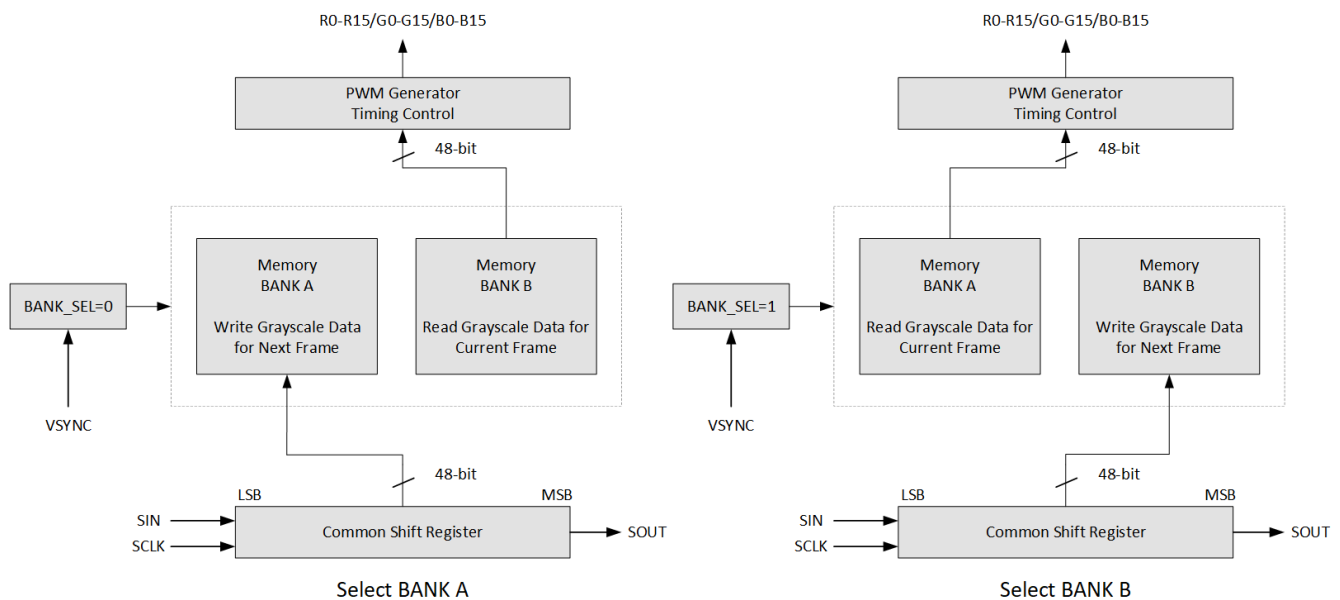 R0-R15/G0-G15/B0-B15
PWM Generator
Timing Control
48-bit
Memory
BANK A
Write Grayscale Data
for Next Frame
Memory
BANK B
Read Grayscale Data for
Current Frame
BANK_SEL=0
VSYNC
48-bit
LSB
MSB
SIN
SCLK
Common Shift Register
SOUT
Select BANK A
R0-R15/G0-G15/B0-B15
PWM Generator
Timing Control
48-bit
Memory
BANK A
Read Grayscale Data for
Current Frame
Memory
BANK B
Write Grayscale Data
for Next Frame
BANK_SEL=1
VSYNC
48-bit
LSB
MSB
SIN
SCLK
Common Shift Register
SOUT
Select BANK B